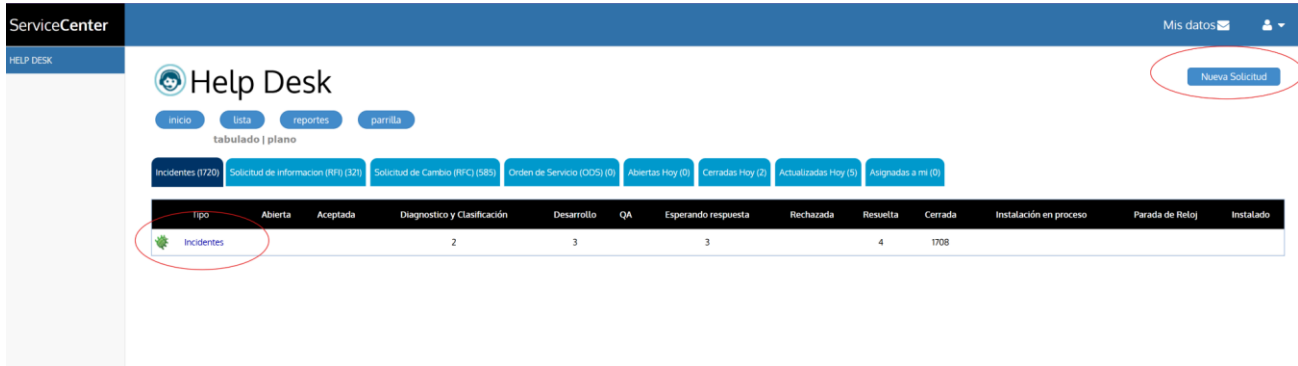 ServiceCenter
Mis datos
HELP DESK
Help Desk
Nueva Solicitud
inicio lista reportes parrilla
tabulado | plano
Incidentes (1720) Solicitud de informacion (RFI) (321) Solicitud de Cambio (RFC) (585) Orden de Servicio (ODS) (0) Abiertas Hoy (0) Cerradas Hoy (2) Actualizadas Hoy (5) Asignadas a mi (0)
Tipo Abierta Aceptada Diagnostico y Clasificación Desarrollo QA Esperando respuesta Rechazada Resuelta Cerrada Instalación en proceso Parada de Reloj Instalado
Incidentes 2 3 3 4 1708